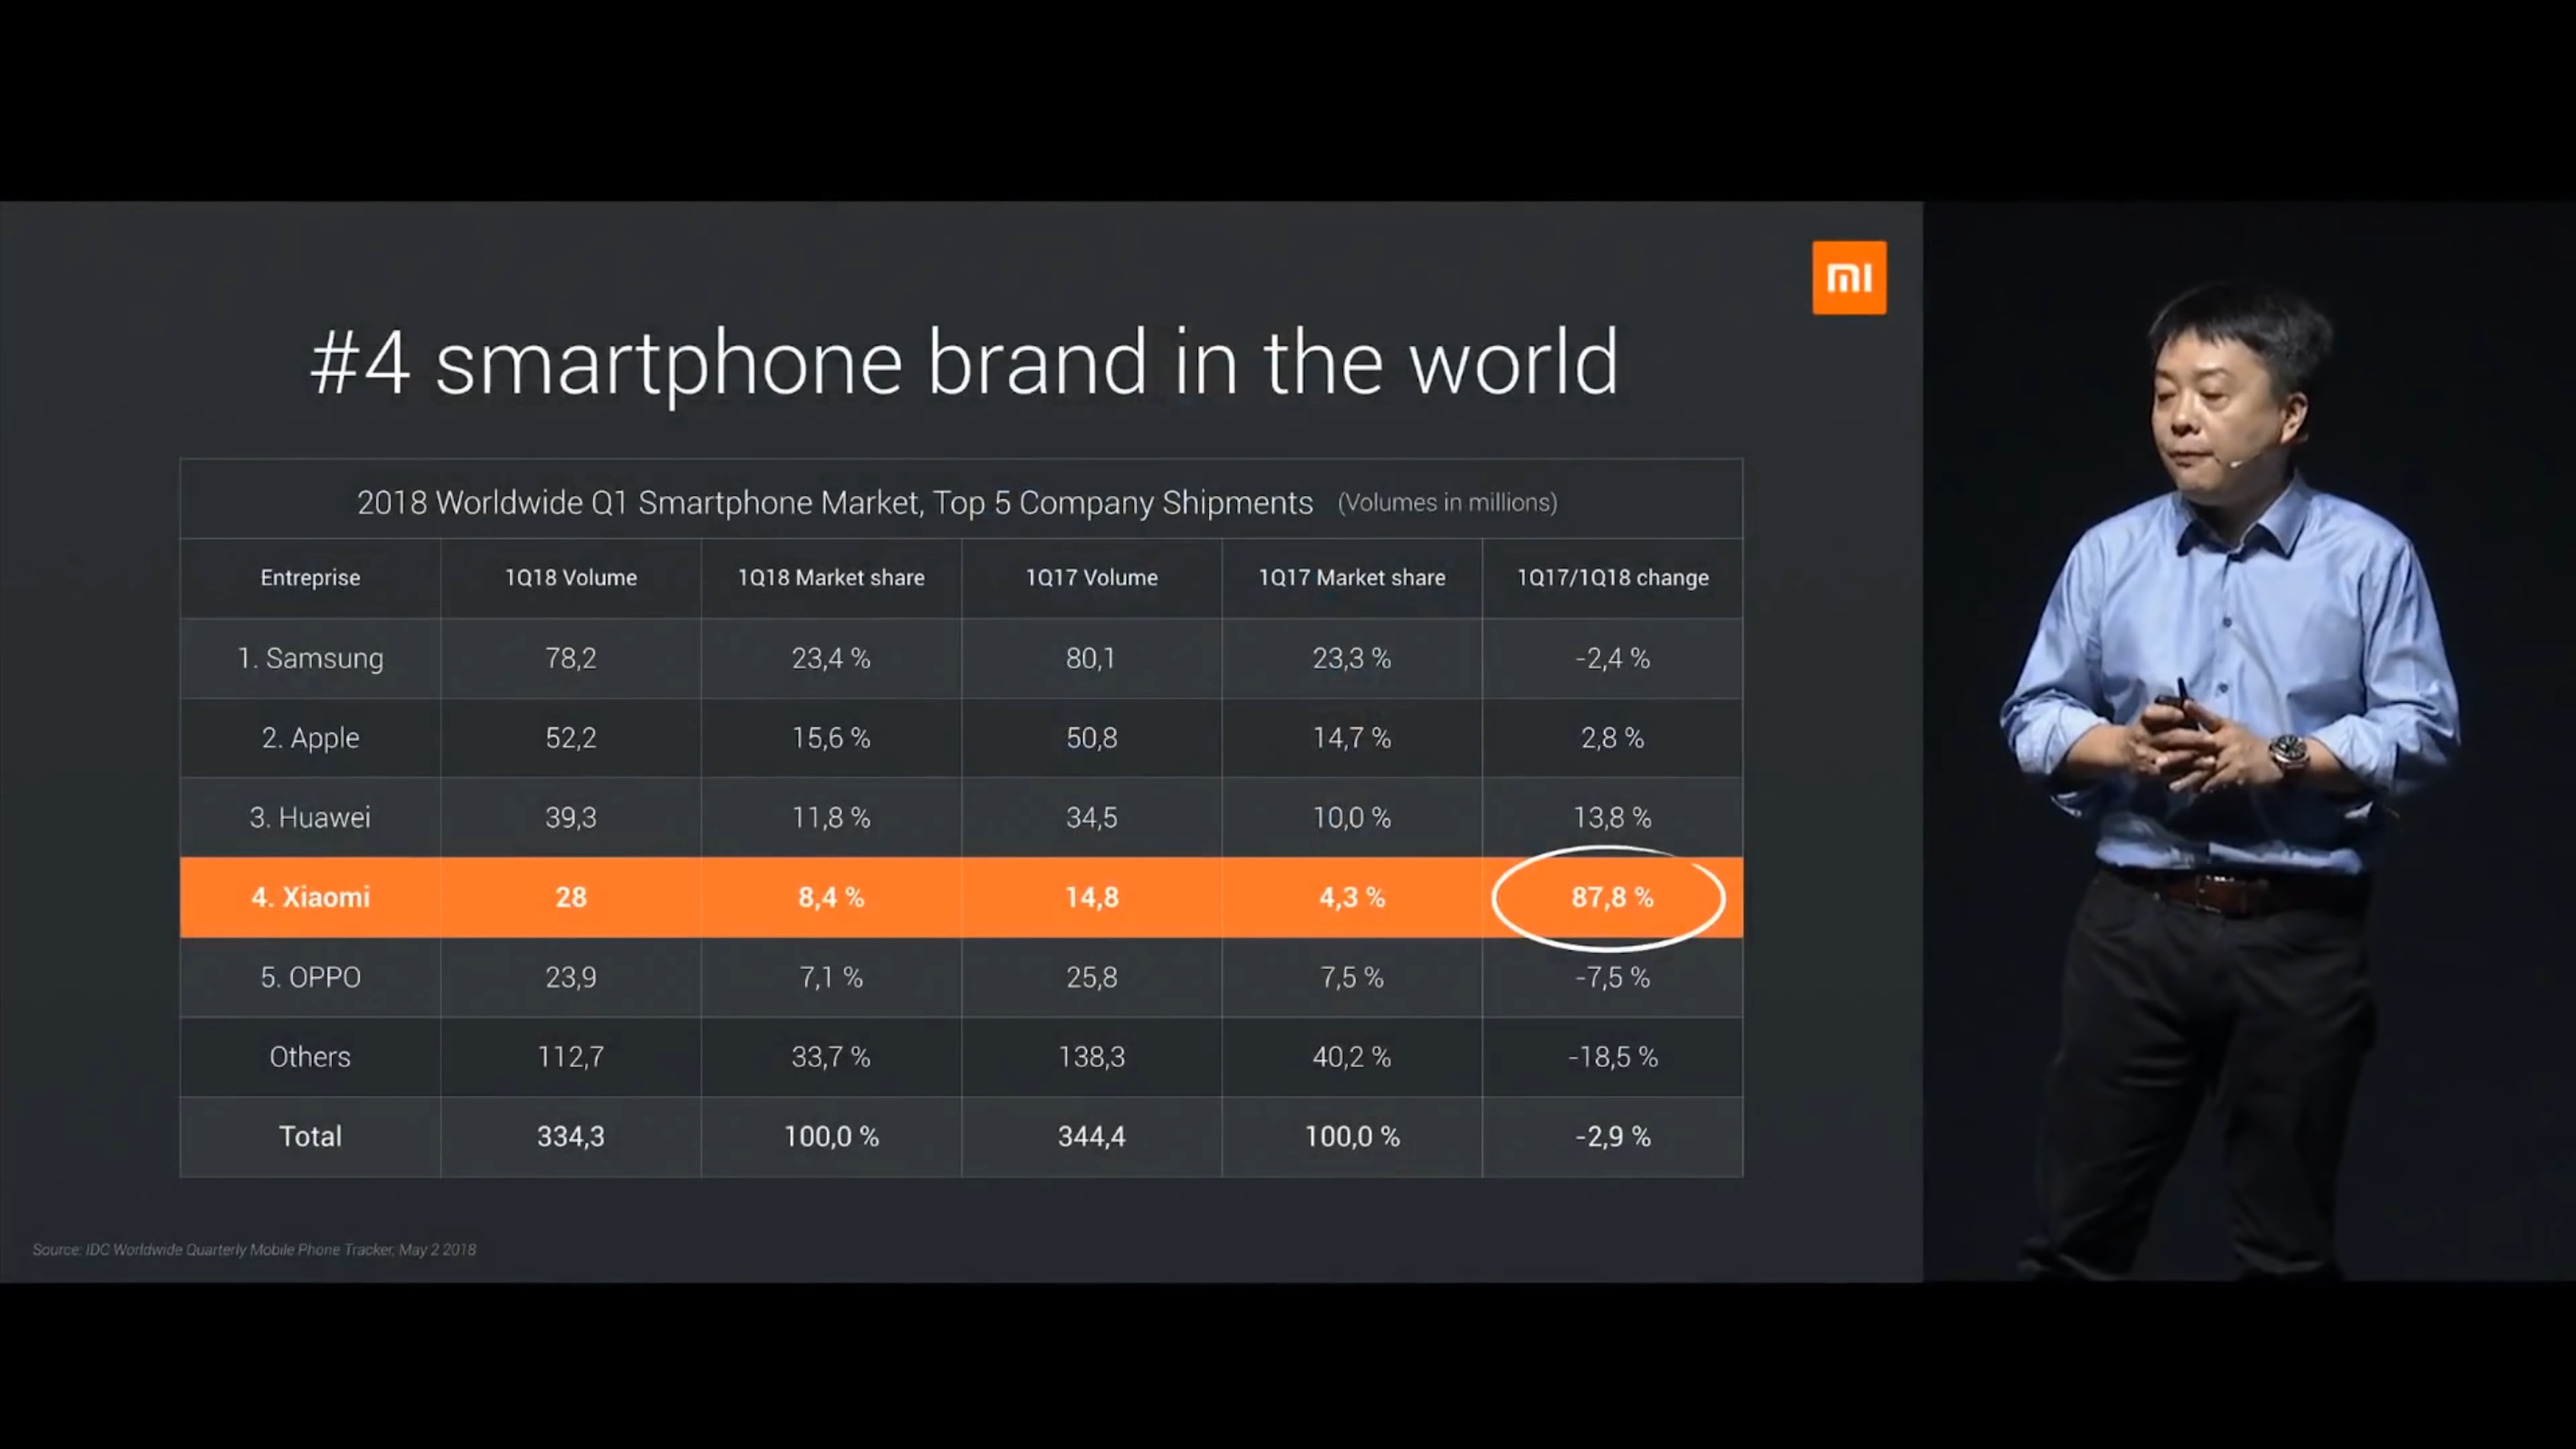 mi
#4 smartphone brand in the world
2018 Worldwide Q1 Smartphone Market, Top 5 Company Shipments (Volumes in millions)
Entreprise 1Q18 Volume 1Q18 Market share 1Q17 Volume 1Q17 Market share 1Q17/1Q18 change
1. Samsung 78,2 23,4 % 80,1 23,3 % -2,4 %
2. Apple 52,2 15,6 % 50,8 14,7 % 2,8 %
3. Huawei 39,3 11,8 % 34,5 10,0 % 13,8 %
4. Xiaomi 28 8,4 % 14,8 4,3 % 87,8 %
5. OPPO 23,9 7,1 % 25,8 7,5 % -7,5 %
Others 112,7 33,7 % 138,3 40,2 % -18,5 %
Total 334,3 100,0 % 344,4 100,0 % -2,9 %
Source: IDC Worldwide Quarterly Mobile Phone Tracker, May 2 2018